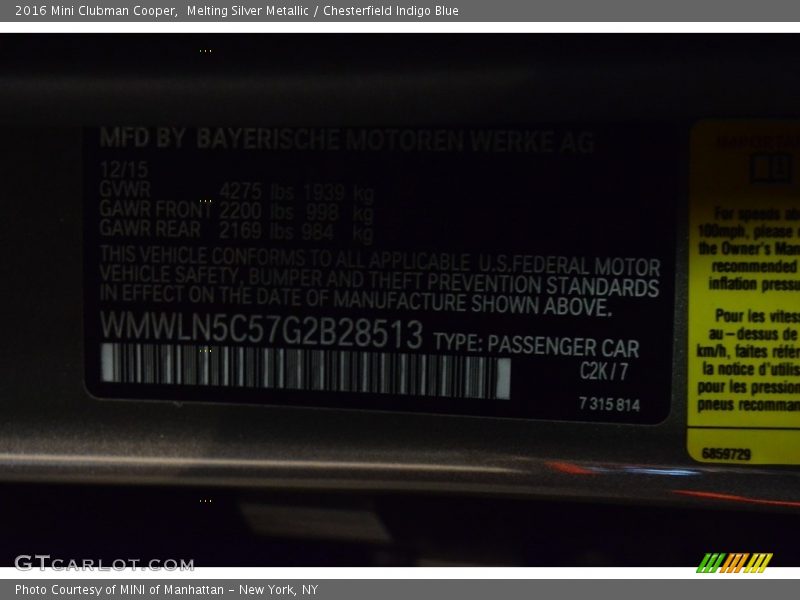 2016 Mini Clubman Cooper,  Melting Silver Metallic / Chesterfield Indigo Blue
MFD BY BAYERISCHE MOTOREN WERKE AG
12/15
GVWR 4275 lbs 1939 kg
GAWR FRONT 2200 lbs 998 kg
GAWR REAR 2169 lbs 984 kg
THIS VEHICLE CONFORMS TO ALL APPLICABLE U.S.FEDERAL MOTOR
VEHICLE SAFETY, BUMPER AND THEFT PREVENTION STANDARDS
IN EFFECT ON THE DATE OF MANUFACTURE SHOWN ABOVE.
WMWLN5C57G2B28513 TYPE: PASSENGER CAR
C2K / 7
7 315 814
IMPORTA
For speeds ab
100mph, please
the Owner's Man
recommended
inflation pressu
Pour les vitess
au-dessus de
km/h, faites référ
la notice d'utilis
pour les pression
pneus recomman
6859729
GTCARLOT.COM
Photo Courtesy of MINI of Manhattan - New York, NY